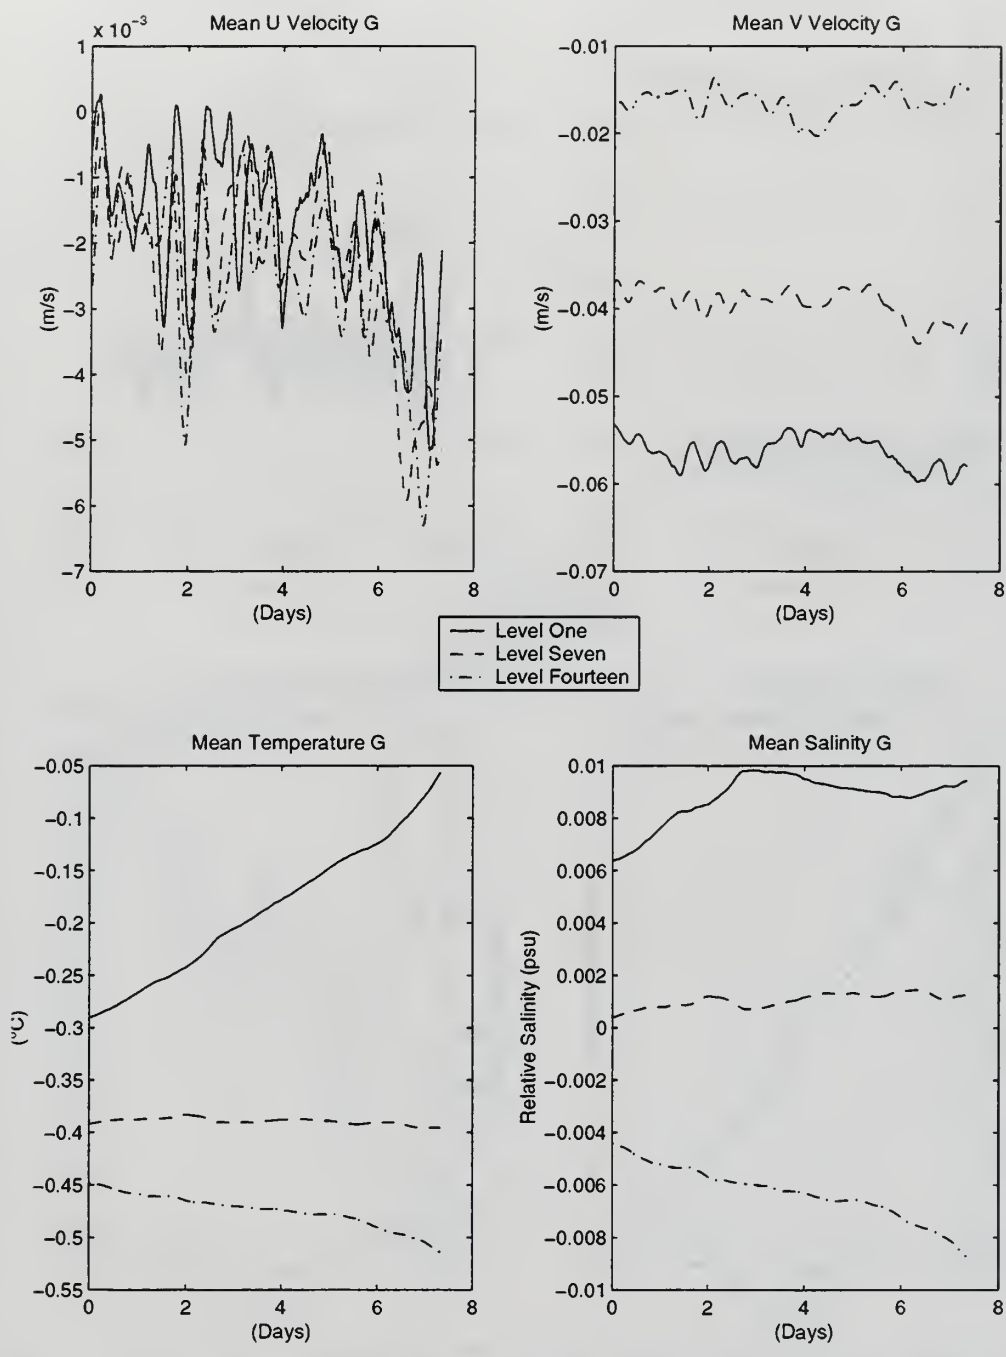 Mean U Velocity G
x 10⁻³
1
0
−1
−2
−3
−4
−5
−6
−7
(m/s)
0 2 4 6 8
(Days)
Mean V Velocity G
−0.01
−0.02
−0.03
−0.04
−0.05
−0.06
−0.07
(m/s)
0 2 4 6 8
(Days)
Level One
Level Seven
Level Fourteen
Mean Temperature G
−0.05
−0.1
−0.15
−0.2
−0.25
−0.3
−0.35
−0.4
−0.45
−0.5
−0.55
(°C)
0 2 4 6 8
(Days)
Mean Salinity G
0.01
0.008
0.006
0.004
0.002
0
−0.002
−0.004
−0.006
−0.008
−0.01
Relative Salinity (psu)
0 2 4 6 8
(Days)